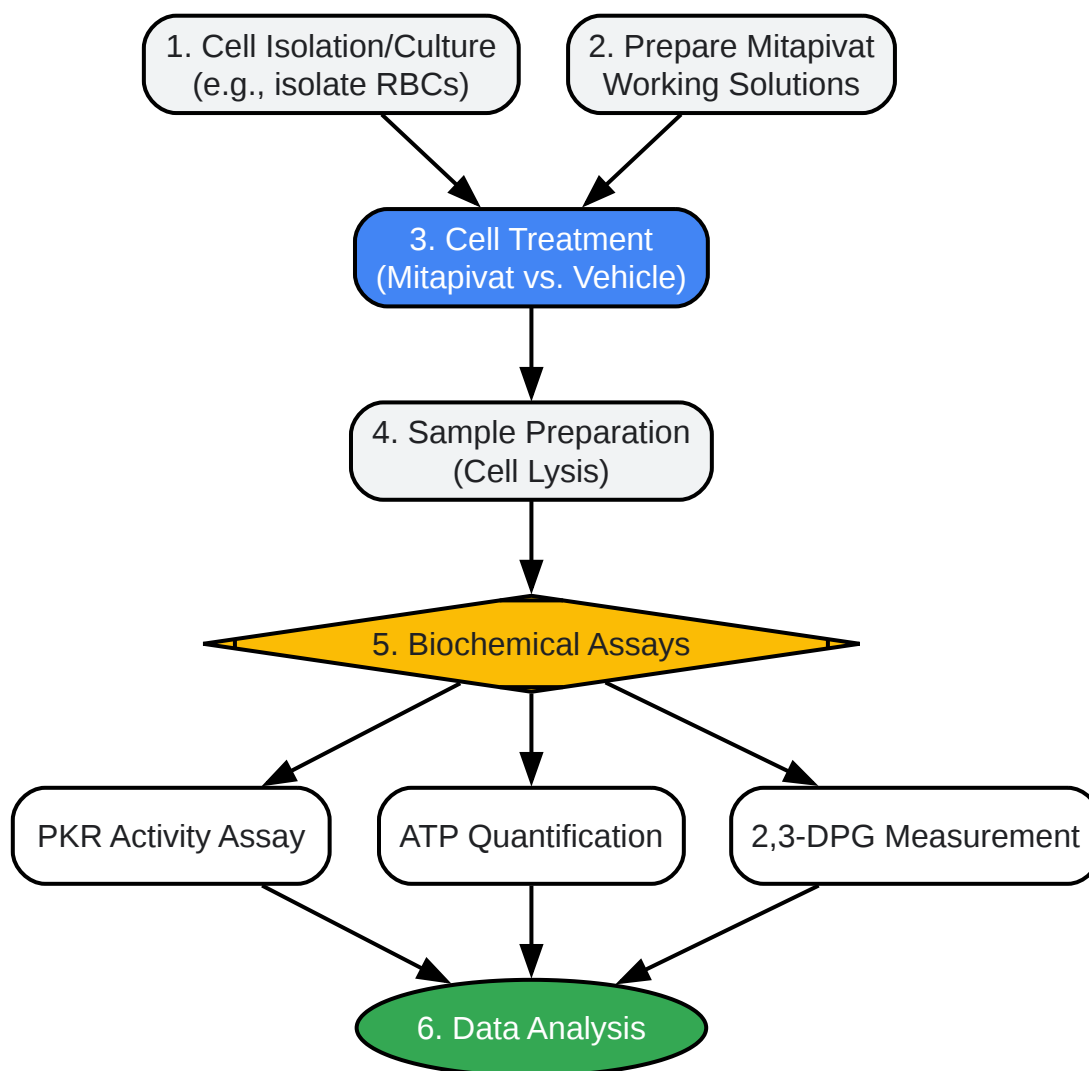 1. Cell Isolation/Culture
(e.g., isolate RBCs)
2. Prepare Mitapivat
Working Solutions
3. Cell Treatment
(Mitapivat vs. Vehicle)
4. Sample Preparation
(Cell Lysis)
5. Biochemical Assays
PKR Activity Assay
ATP Quantification
2,3-DPG Measurement
6. Data Analysis